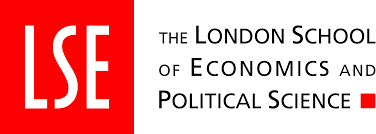 LSE
THE LONDON SCHOOL
OF ECONOMICS AND
POLITICAL SCIENCE